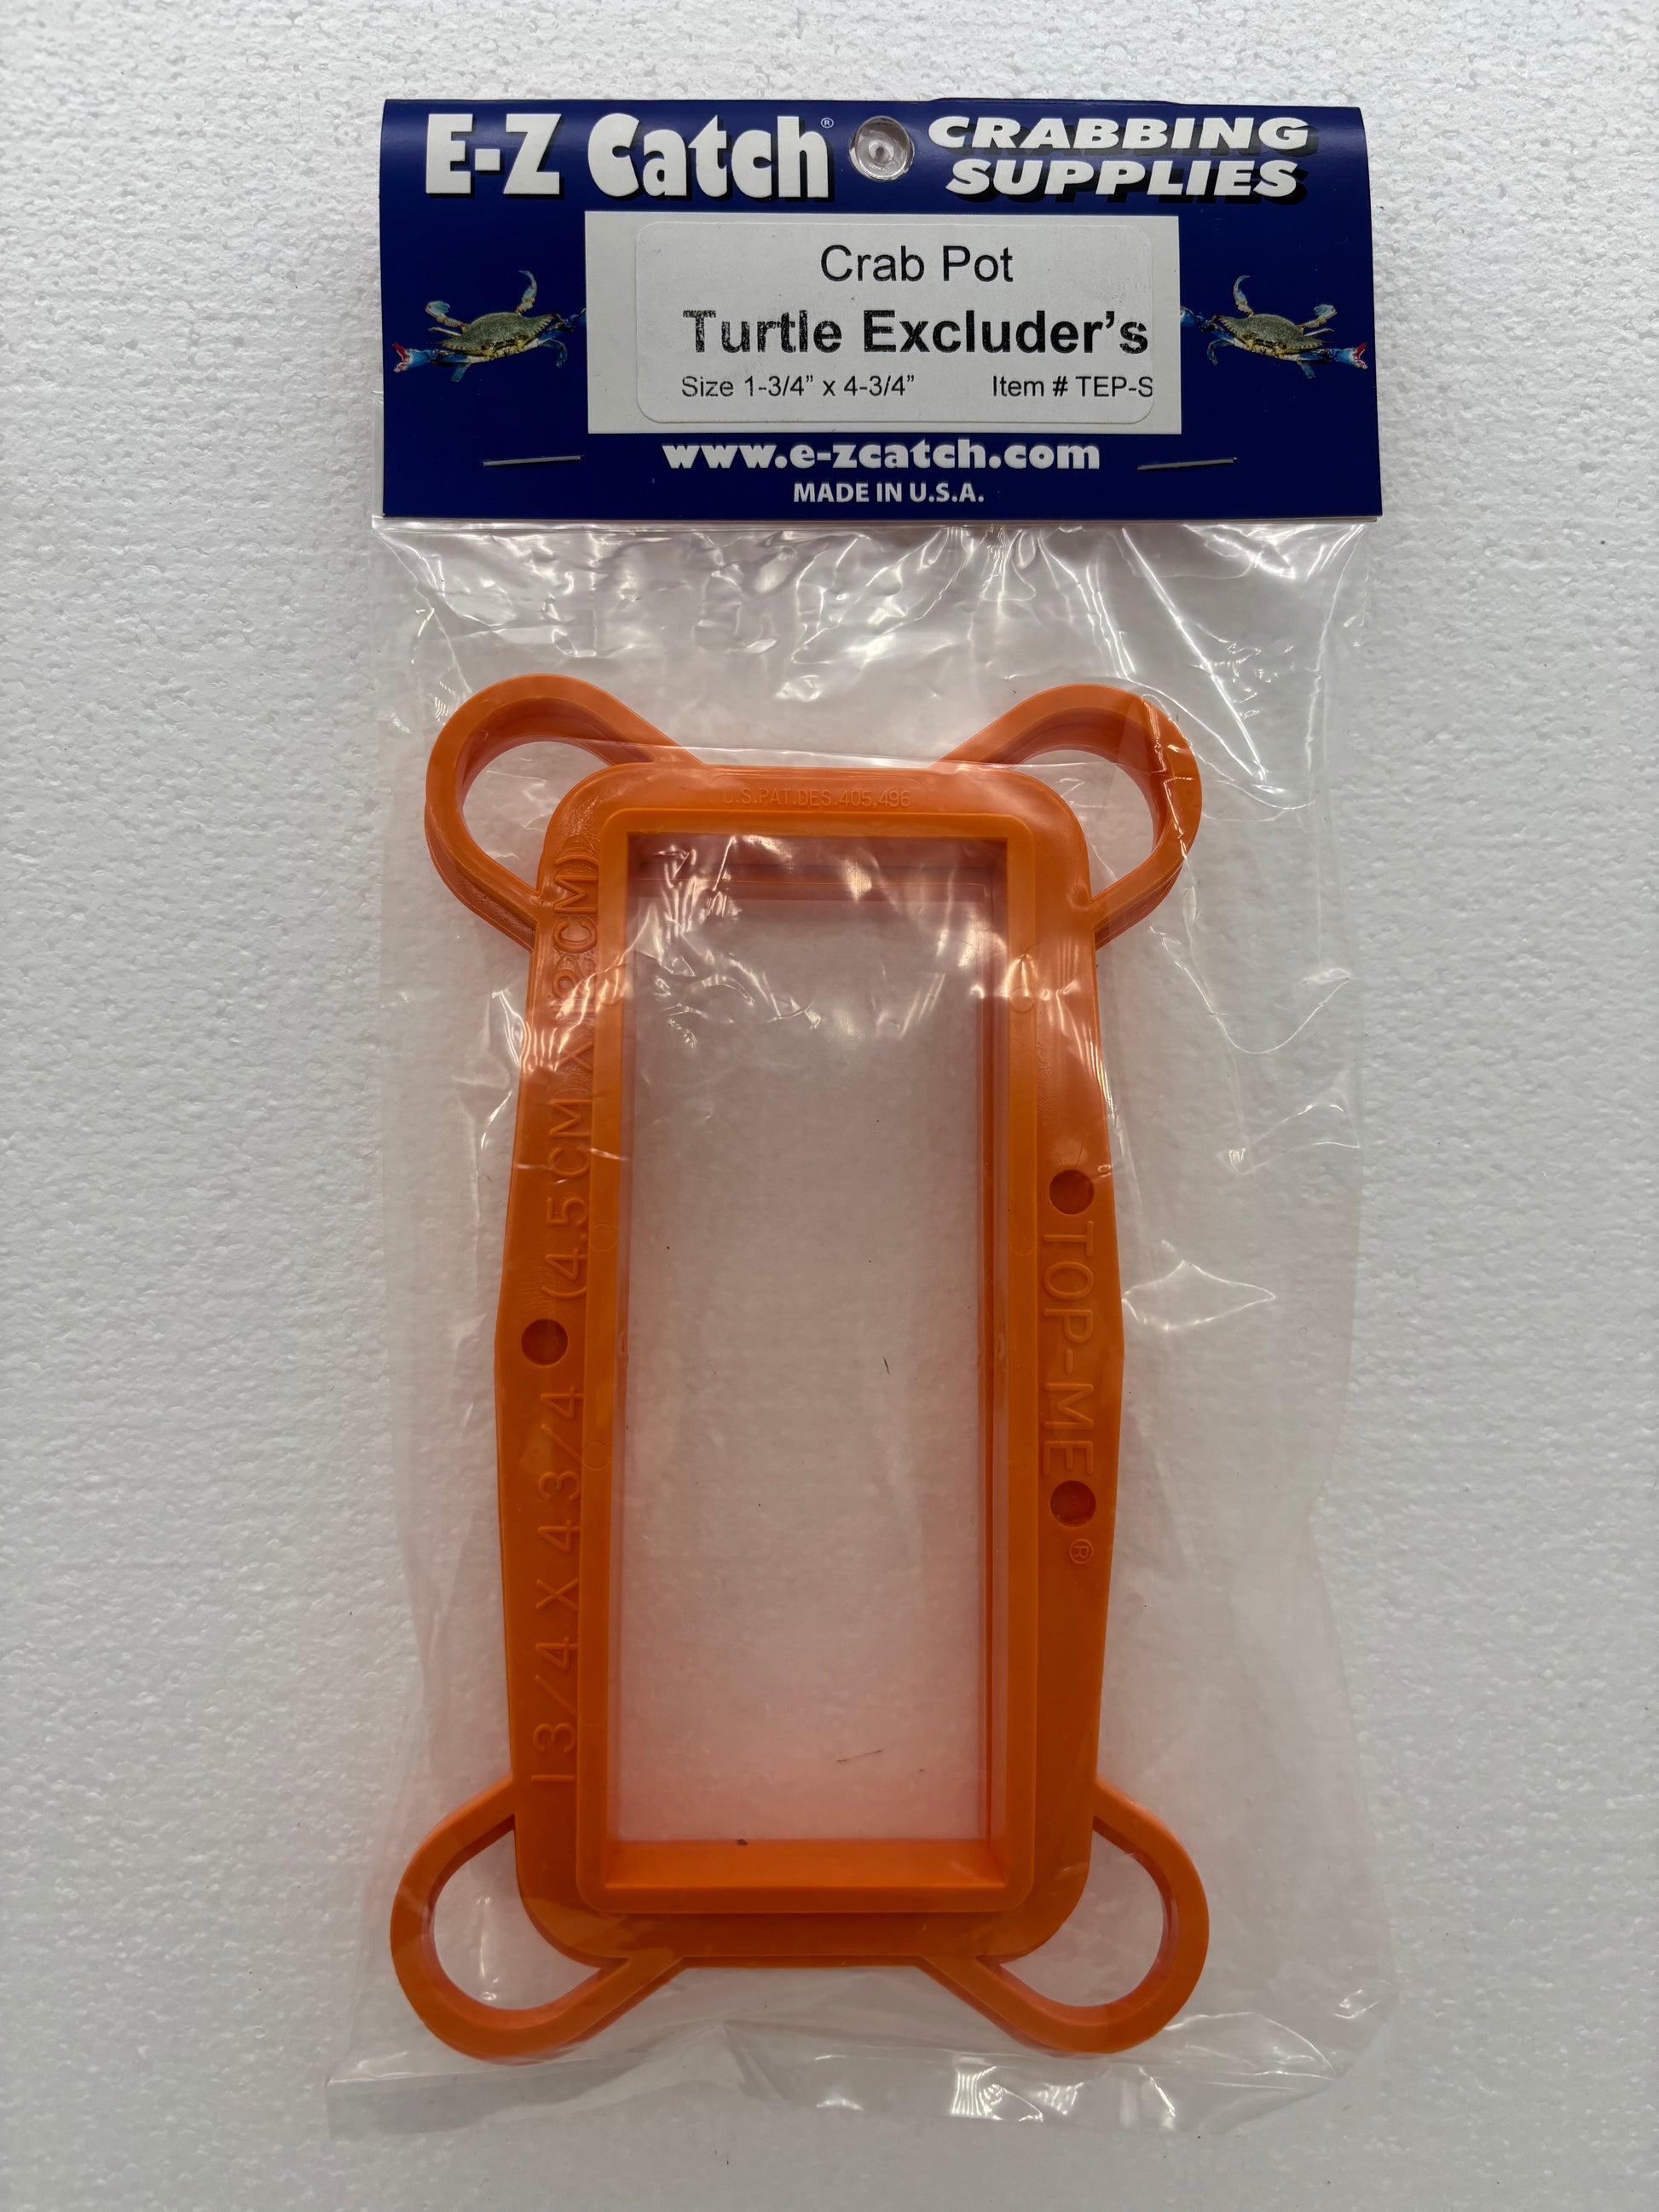 E-Z Catch®
CRABBING
SUPPLIES
Crab Pot
Turtle Excluder's
Size 1-3/4" x 4-3/4" Item # TEP-S
www.e-zcatch.com
MADE IN U.S.A.
U.S.PAT.DES.405,496
1 3/4 X 4 3/4 (4.5CM X CM)
TOP-ME®